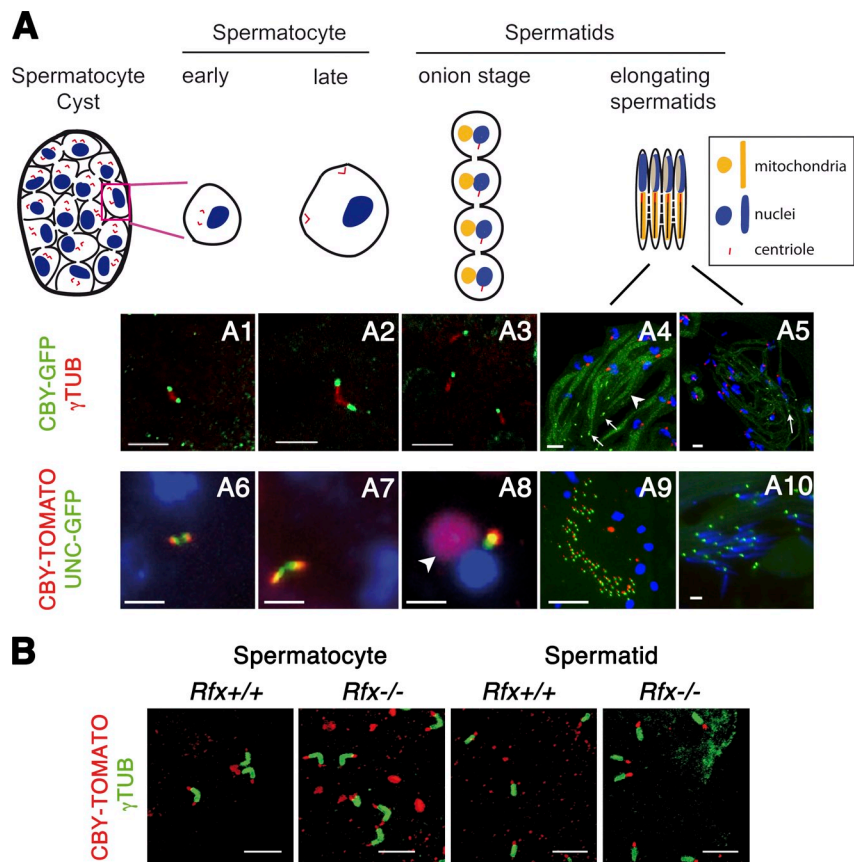 A
Spermatocyte
Spermatids
Spermatocyte
Cyst
early
late
onion stage
elongating
spermatids
mitochondria
nuclei
centriole
CBY-GFP
γTUB
A1
A2
A3
A4
A5
CBY-TOMATO
UNC-GFP
A6
A7
A8
A9
A10
B
Spermatocyte
Spermatid
Rfx+/+
Rfx-/-
Rfx+/+
Rfx-/-
CBY-TOMATO
γTUB